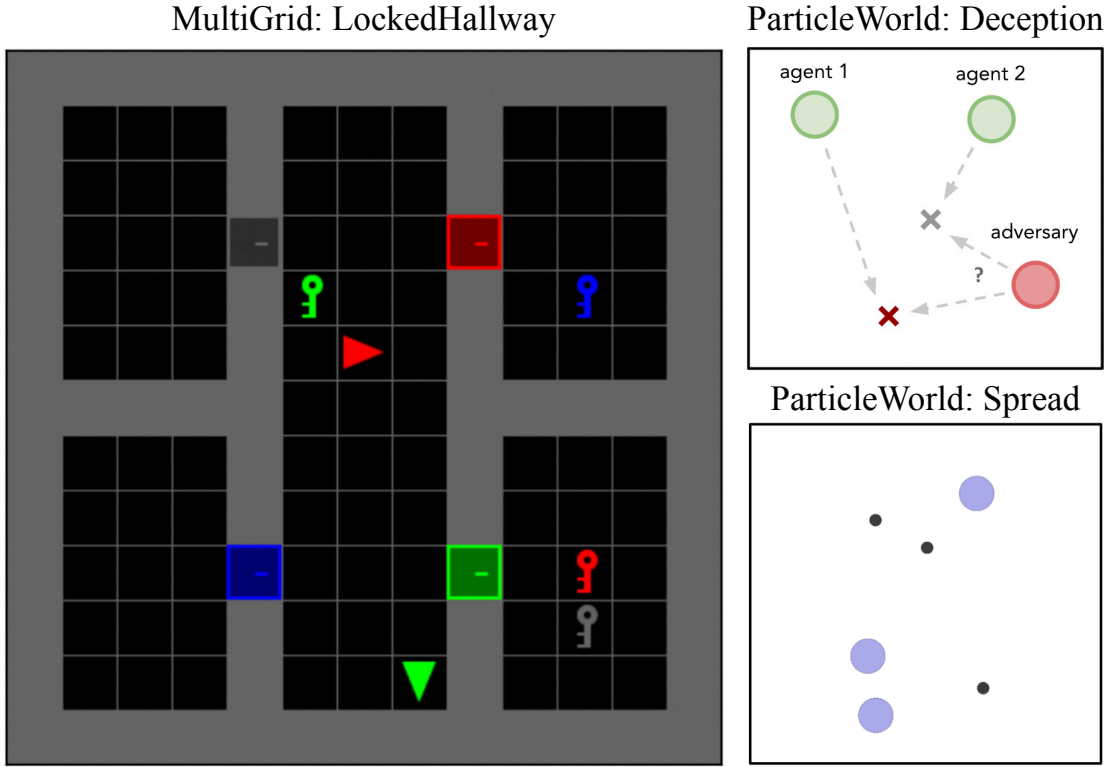 MultiGrid: LockedHallway
ParticleWorld: Deception
agent 1
agent 2
adversary
?
ParticleWorld: Spread